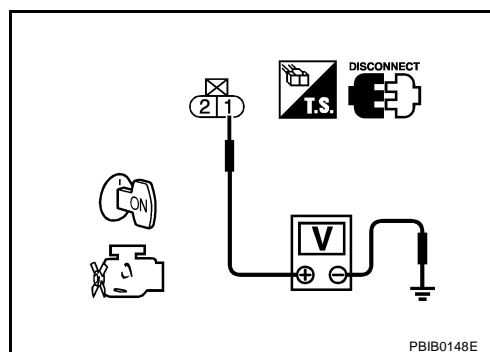 DISCONNECT
T.S.
2 1
I
ON
V
+ −
PBIB0148E